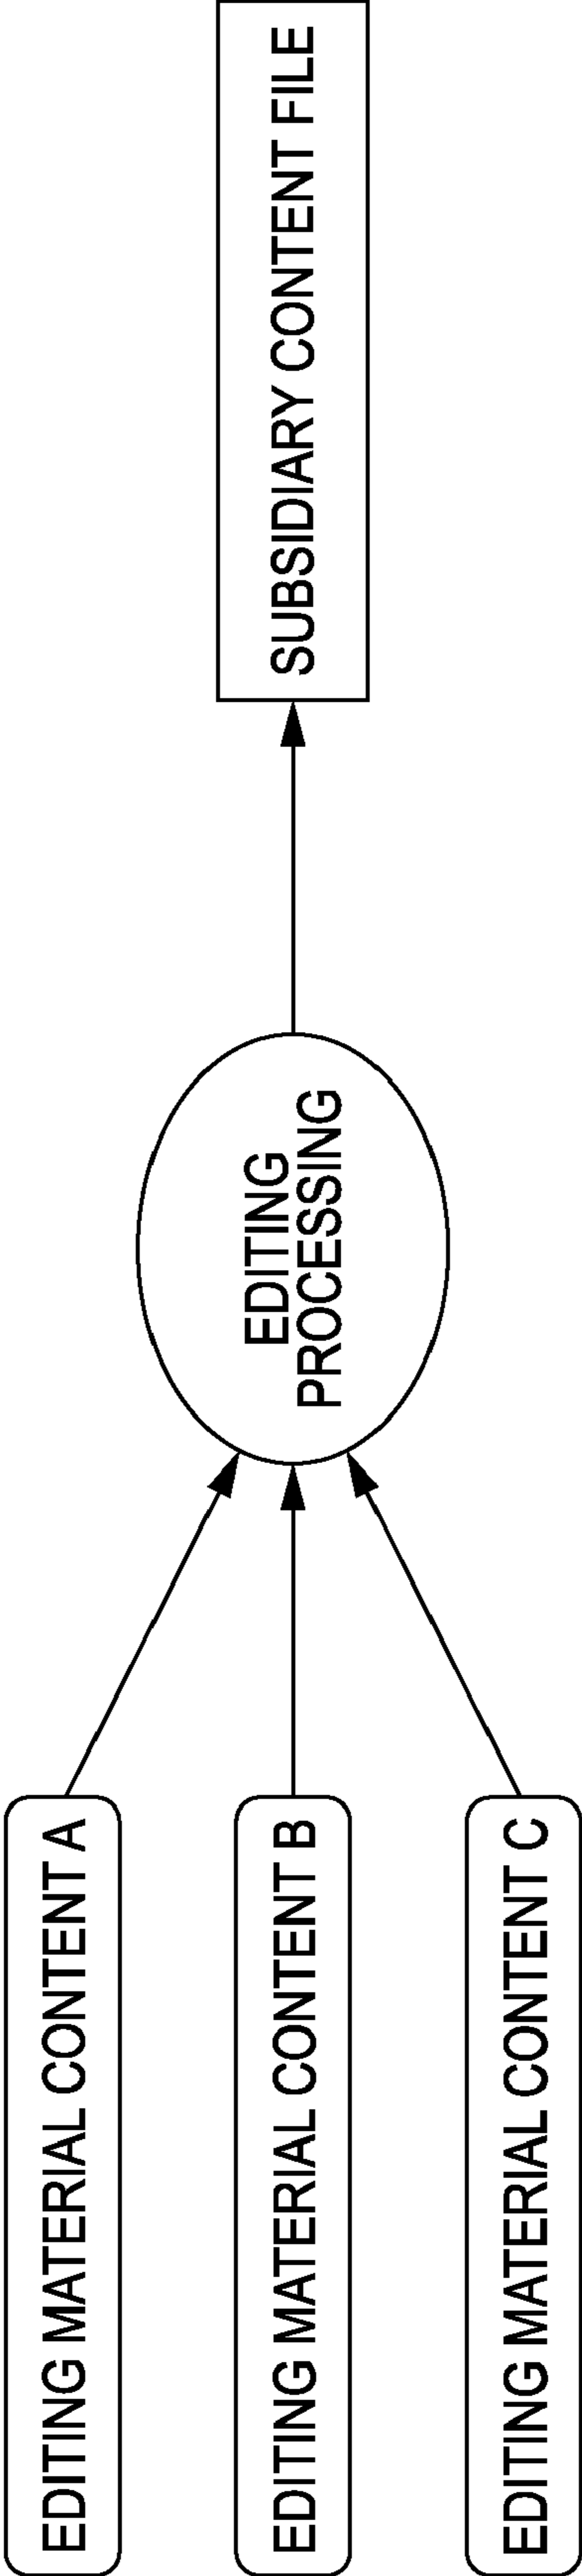 EDITING MATERIAL CONTENT A
EDITING MATERIAL CONTENT B
EDITING MATERIAL CONTENT C
EDITING
PROCESSING
SUBSIDIARY CONTENT FILE